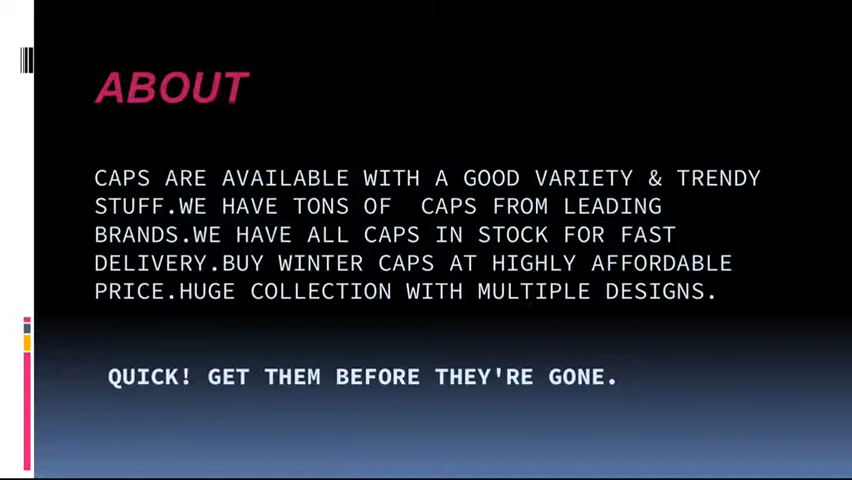 ABOUT
CAPS ARE AVAILABLE WITH A GOOD VARIETY & TRENDY
STUFF.WE HAVE TONS OF  CAPS FROM LEADING
BRANDS.WE HAVE ALL CAPS IN STOCK FOR FAST
DELIVERY.BUY WINTER CAPS AT HIGHLY AFFORDABLE
PRICE.HUGE COLLECTION WITH MULTIPLE DESIGNS.
QUICK! GET THEM BEFORE THEY'RE GONE.